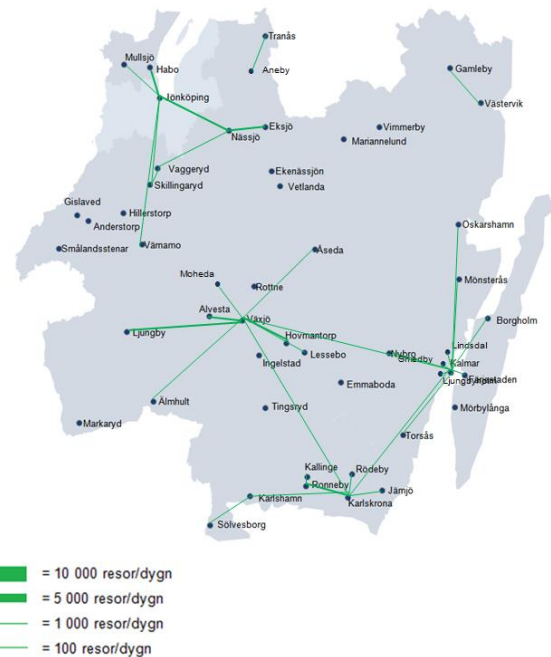 Tranås
Mullsjö
Habo
Aneby
Gamleby
Jönköping
Västervik
Eksjö
Nässjö
Vimmerby
Mariannelund
Vaggeryd
Ekenässjön
Skillingaryd
Vetlanda
Gislaved
Hillerstorp
Anderstorp
Oskarshamn
Smålandsstenar
Värnamo
Åseda
Moheda
Mönsterås
Rottne
Alvesta
Växjö
Borgholm
Ljungby
Hovmantorp
Lindsdal
Lessebo
Nybro
Smedby
Ingelstad
Kalmar
Ljungbyholm
Färjestaden
Emmaboda
Älmhult
Tingsryd
Mörbylånga
Markaryd
Torsås
Kallinge
Rödeby
Ronneby
Jämjö
Karlshamn
Karlskrona
Sölvesborg
= 10 000 resor/dygn
= 5 000 resor/dygn
= 1 000 resor/dygn
= 100 resor/dygn